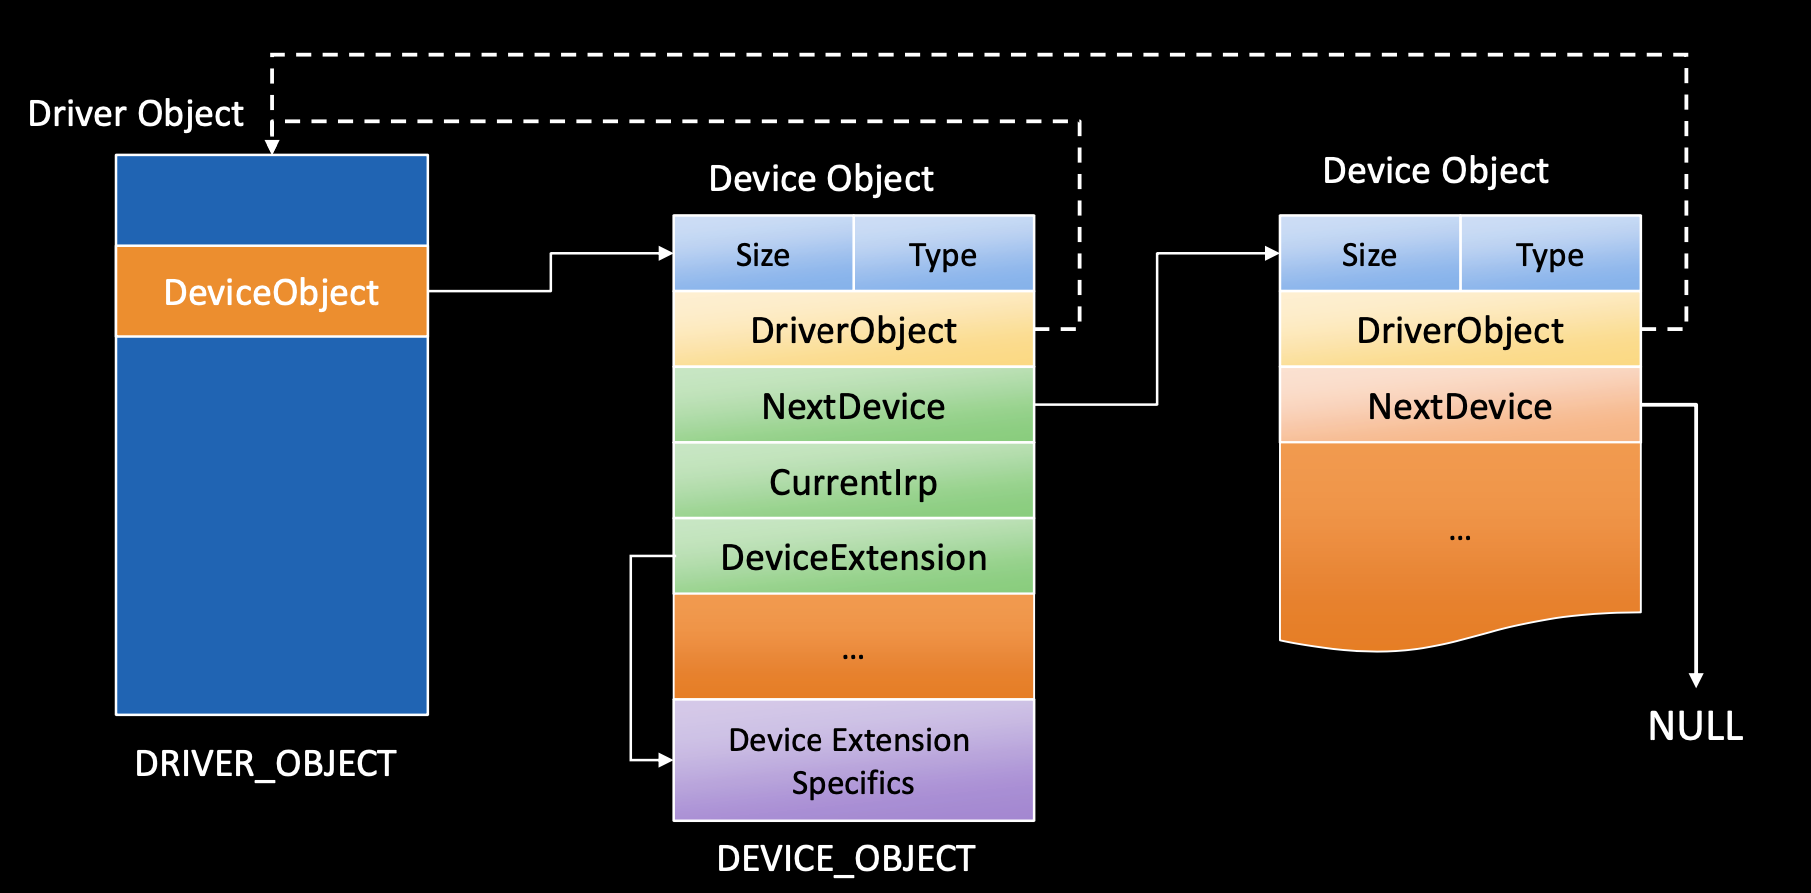 Driver Object
DeviceObject
DRIVER_OBJECT
Device Object
Size Type
DriverObject
NextDevice
CurrentIrp
DeviceExtension
...
Device Extension
Specifics
DEVICE_OBJECT
Device Object
Size Type
DriverObject
NextDevice
...
NULL